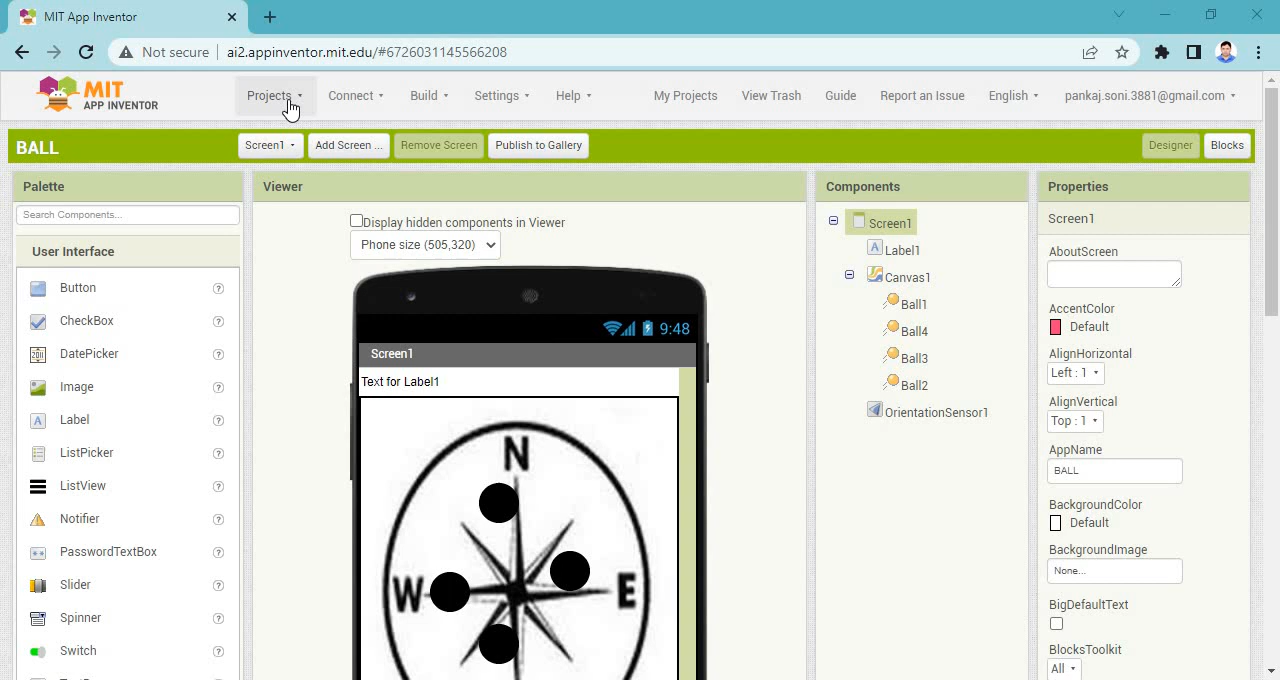 MIT App Inventor
Not secure
ai2.appinventor.mit.edu/#6726031145566208
MIT
APP INVENTOR
Projects
Connect
Build
Settings
Help
My Projects
View Trash
Guide
Report an Issue
English
pankaj.soni.3881@gmail.com
BALL
Screen1
Add Screen ...
Remove Screen
Publish to Gallery
Designer
Blocks
Palette
Search Components...
User Interface
Button
CheckBox
DatePicker
Image
Label
ListPicker
ListView
Notifier
PasswordTextBox
Slider
Spinner
Switch
Viewer
Display hidden components in Viewer
Phone size (505,320)
9:48
Screen1
Text for Label1
N
W
E
Components
Screen1
Label1
Canvas1
Ball1
Ball4
Ball3
Ball2
OrientationSensor1
Properties
Screen1
AboutScreen
AccentColor
Default
AlignHorizontal
Left : 1
AlignVertical
Top : 1
AppName
BALL
BackgroundColor
Default
BackgroundImage
None...
BigDefaultText
BlocksToolkit
All